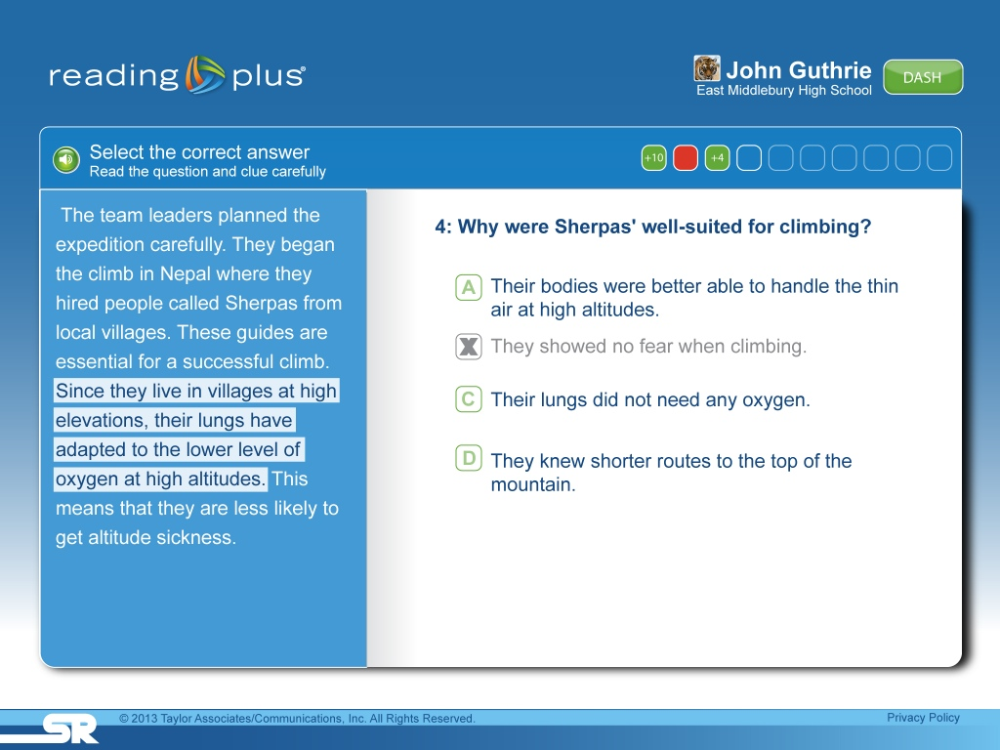 reading plus®
John Guthrie
East Middlebury High School
DASH
Select the correct answer
Read the question and clue carefully
+10
+4
The team leaders planned the
expedition carefully. They began
the climb in Nepal where they
hired people called Sherpas from
local villages. These guides are
essential for a successful climb.
Since they live in villages at high
elevations, their lungs have
adapted to the lower level of
oxygen at high altitudes. This
means that they are less likely to
get altitude sickness.
4: Why were Sherpas' well-suited for climbing?
A Their bodies were better able to handle the thin
air at high altitudes.
X They showed no fear when climbing.
C Their lungs did not need any oxygen.
D They knew shorter routes to the top of the
mountain.
SR
© 2013 Taylor Associates/Communications, Inc. All Rights Reserved.
Privacy Policy